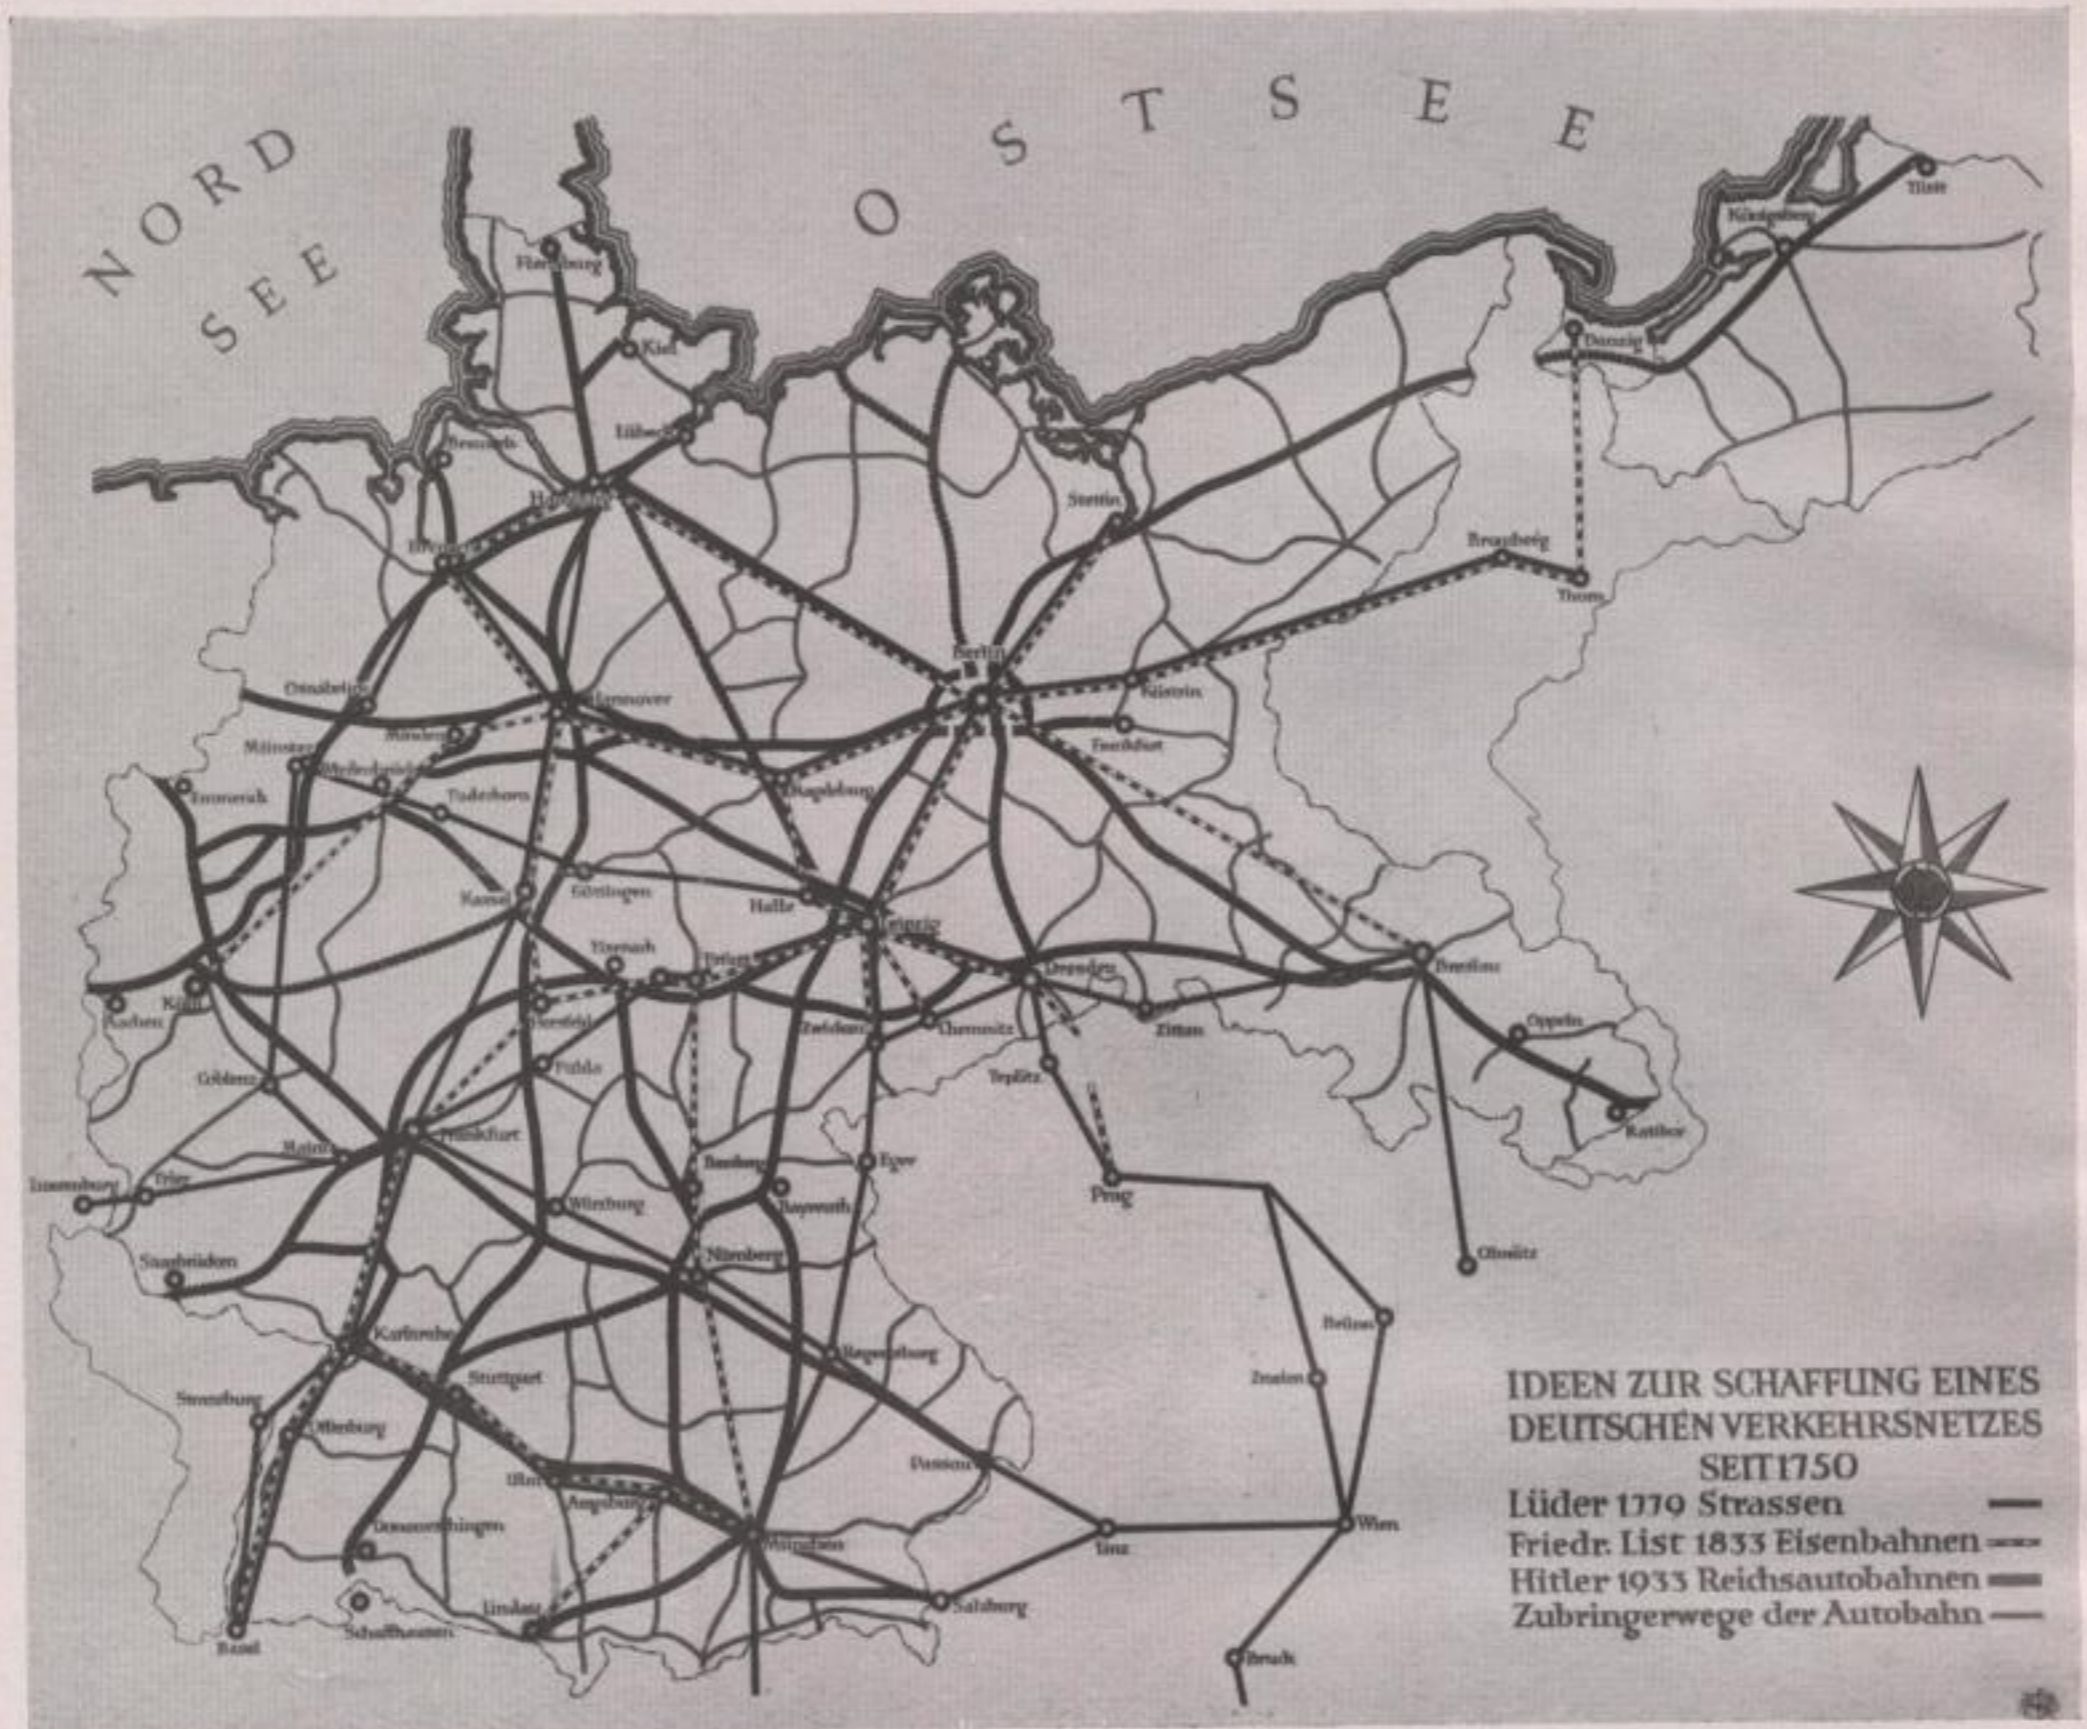 NORD
SEE
OSTSEE
Tilsit
Königsberg
Flensburg
Kiel
Danzig
Lübeck
Stettin
Bromberg
Thorn
Berlin
Osnabrück
Hannover
Küstrin
Minden
Münster
Frankfurt
Emmerich
Paderborn
Magdeburg
Kassel
Göttingen
Halle
Leipzig
Eisenach
Erfurt
Dresden
Breslau
Köln
Aachen
Hersfeld
Zwickau
Chemnitz
Zittau
Oppeln
Fulda
Coblenz
Teplitz
Ratibor
Frankfurt
Mainz
Bamberg
Eger
Trier
Prag
Würzburg
Bayreuth
Nürnberg
Olmütz
Saarbrücken
Brünn
Karlsruhe
Regensburg
Stuttgart
Znaim
Strassburg
Offenburg
Passau
Ulm
Augsburg
Donaueschingen
München
Linz
Wien
Lindau
Salzburg
Schaffhausen
Basel
Bruck
IDEEN ZUR SCHAFFUNG EINES
DEUTSCHEN VERKEHRSNETZES
SEIT 1750
Lüder 1779 Strassen
Friedr. List 1833 Eisenbahnen
Hitler 1933 Reichsautobahnen
Zubringerwege der Autobahn